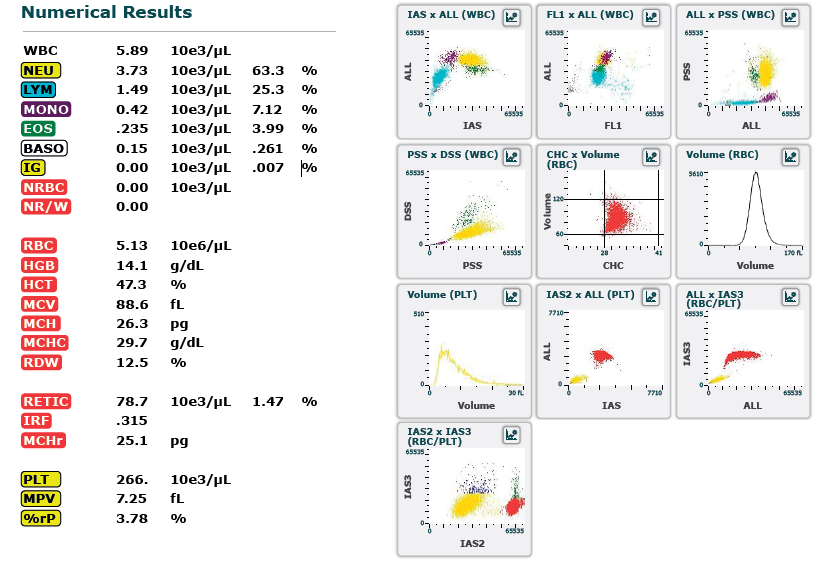 Numerical Results
WBC 5.89 10e3/µL
NEU 3.73 10e3/µL 63.3 %
LYM 1.49 10e3/µL 25.3 %
MONO 0.42 10e3/µL 7.12 %
EOS .235 10e3/µL 3.99 %
BASO 0.15 10e3/µL .261 %
IG 0.00 10e3/µL .007 %
NRBC 0.00 10e3/µL
NR/W 0.00
RBC 5.13 10e6/µL
HGB 14.1 g/dL
HCT 47.3 %
MCV 88.6 fL
MCH 26.3 pg
MCHC 29.7 g/dL
RDW 12.5 %
RETIC 78.7 10e3/µL 1.47 %
IRF .315
MCHr 25.1 pg
PLT 266. 10e3/µL
MPV 7.25 fL
%rP 3.78 %
IAS x ALL (WBC)
65535
ALL
0
0 65535
IAS
FL1 x ALL (WBC)
65535
ALL
0
0 65535
FL1
ALL x PSS (WBC)
65535
PSS
0
0 65535
ALL
PSS x DSS (WBC)
65535
DSS
0
0 65535
PSS
CHC x Volume
(RBC)
Volume
120
60
28 41
CHC
Volume (RBC)
5610
0
0 170 fL
Volume
Volume (PLT)
510
0
0 30 fL
Volume
IAS2 x ALL (PLT)
7710
ALL
0
0 7710
IAS
ALL x IAS3
(RBC/PLT)
65535
IAS3
0
0 65535
ALL
IAS2 x IAS3
(RBC/PLT)
65535
IAS3
0
0 65535
IAS2